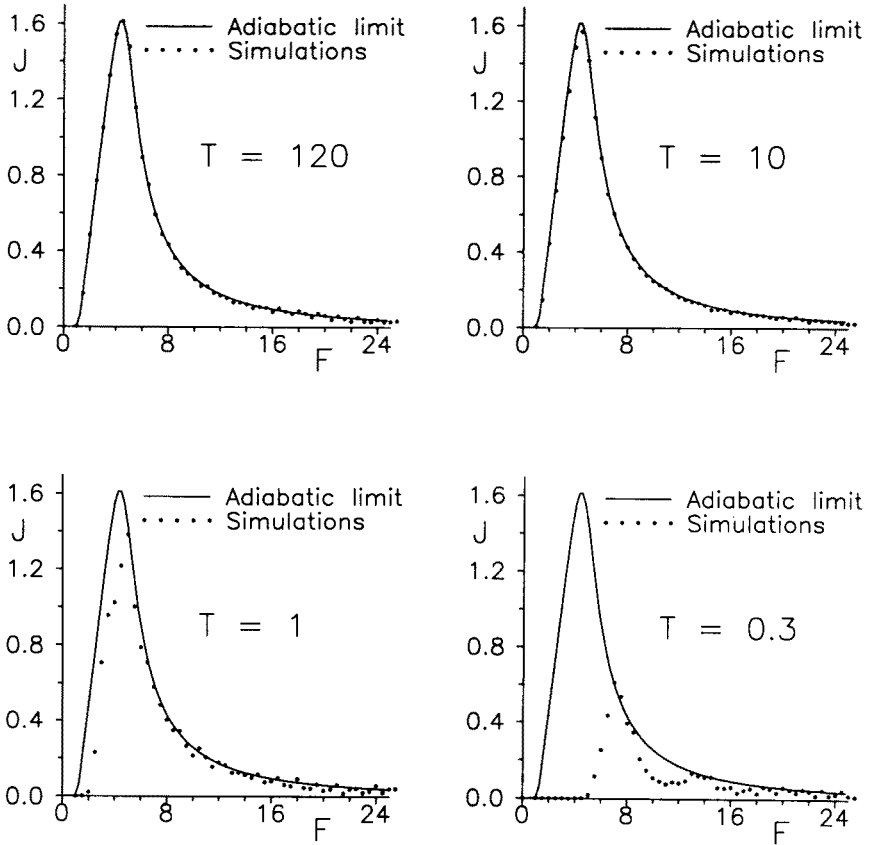 1.6
1.2
0.8
0.4
0.0
J
Adiabatic limit
Simulations
T = 120
0 8 16 24
F
1.6
1.2
0.8
0.4
0.0
J
Adiabatic limit
Simulations
T = 10
0 8 16 24
F
1.6
1.2
0.8
0.4
0.0
J
Adiabatic limit
Simulations
T = 1
0 8 16 24
F
1.6
1.2
0.8
0.4
0.0
J
Adiabatic limit
Simulations
T = 0.3
0 8 16 24
F